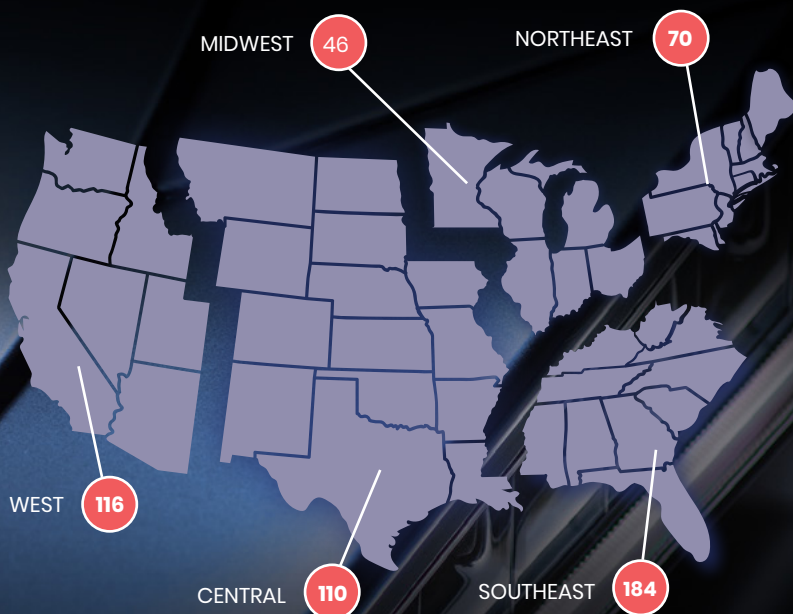 MIDWEST 46
NORTHEAST 70
WEST 116
CENTRAL 110
SOUTHEAST 184